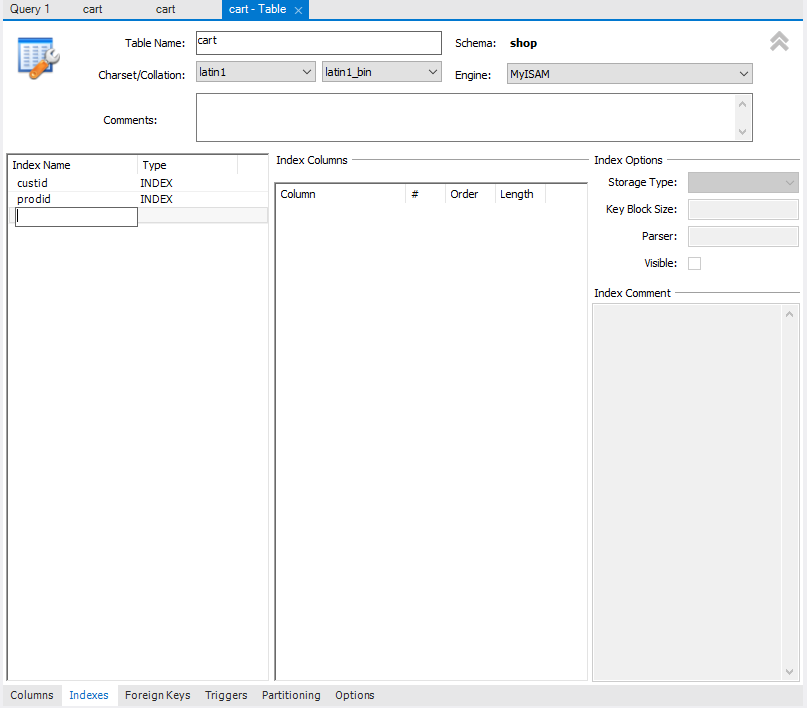 Query 1 cart cart cart - Table
Table Name: cart Schema: shop
Charset/Collation: latin1 latin1_bin Engine: MyISAM
Comments:
Index Name Type
custid INDEX
prodid INDEX
Index Columns
Column # Order Length
Index Options
Storage Type:
Key Block Size:
Parser:
Visible:
Index Comment
Columns Indexes Foreign Keys Triggers Partitioning Options